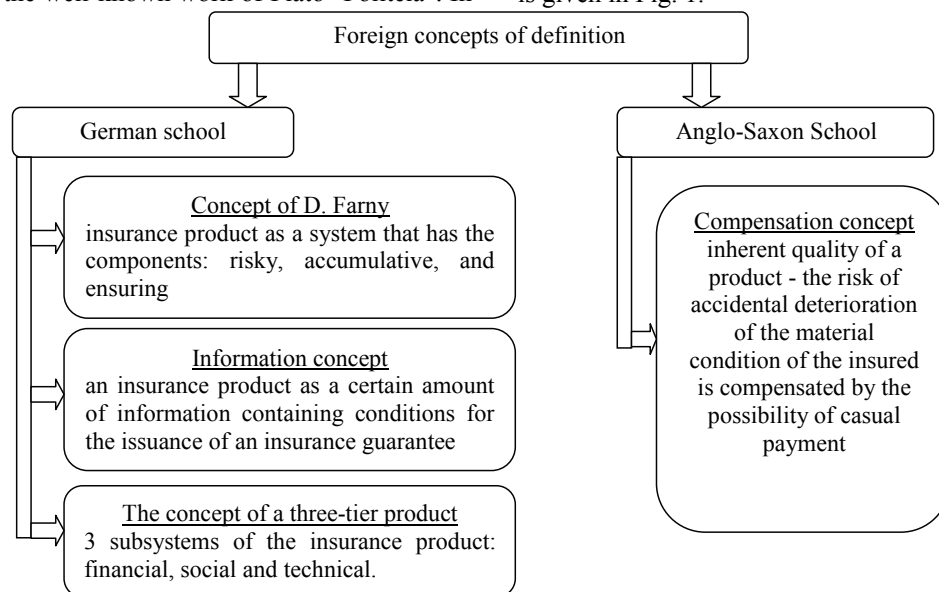 Foreign concepts of definition
German school
Concept of D. Farny
insurance product as a system that has the
components: risky, accumulative, and
ensuring
Information concept
an insurance product as a certain amount
of information containing conditions for
the issuance of an insurance guarantee
The concept of a three-tier product
3 subsystems of the insurance product:
financial, social and technical.
Anglo-Saxon School
Compensation concept
inherent quality of a
product - the risk of
accidental deterioration
of the material
condition of the insured
is compensated by the
possibility of casual
payment